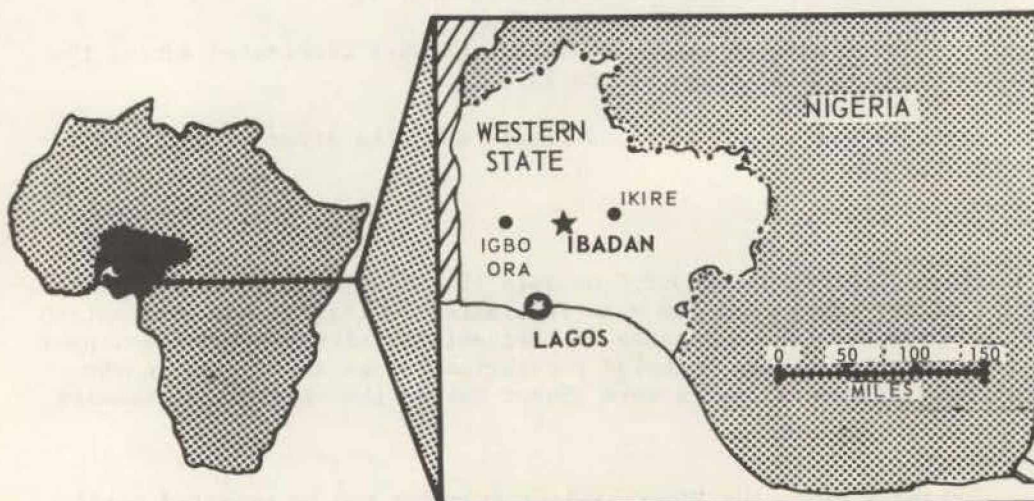 NIGERIA
WESTERN
STATE
IKIRE
IGBO
ORA
IBADAN
LAGOS
0 50 100 150
MILES